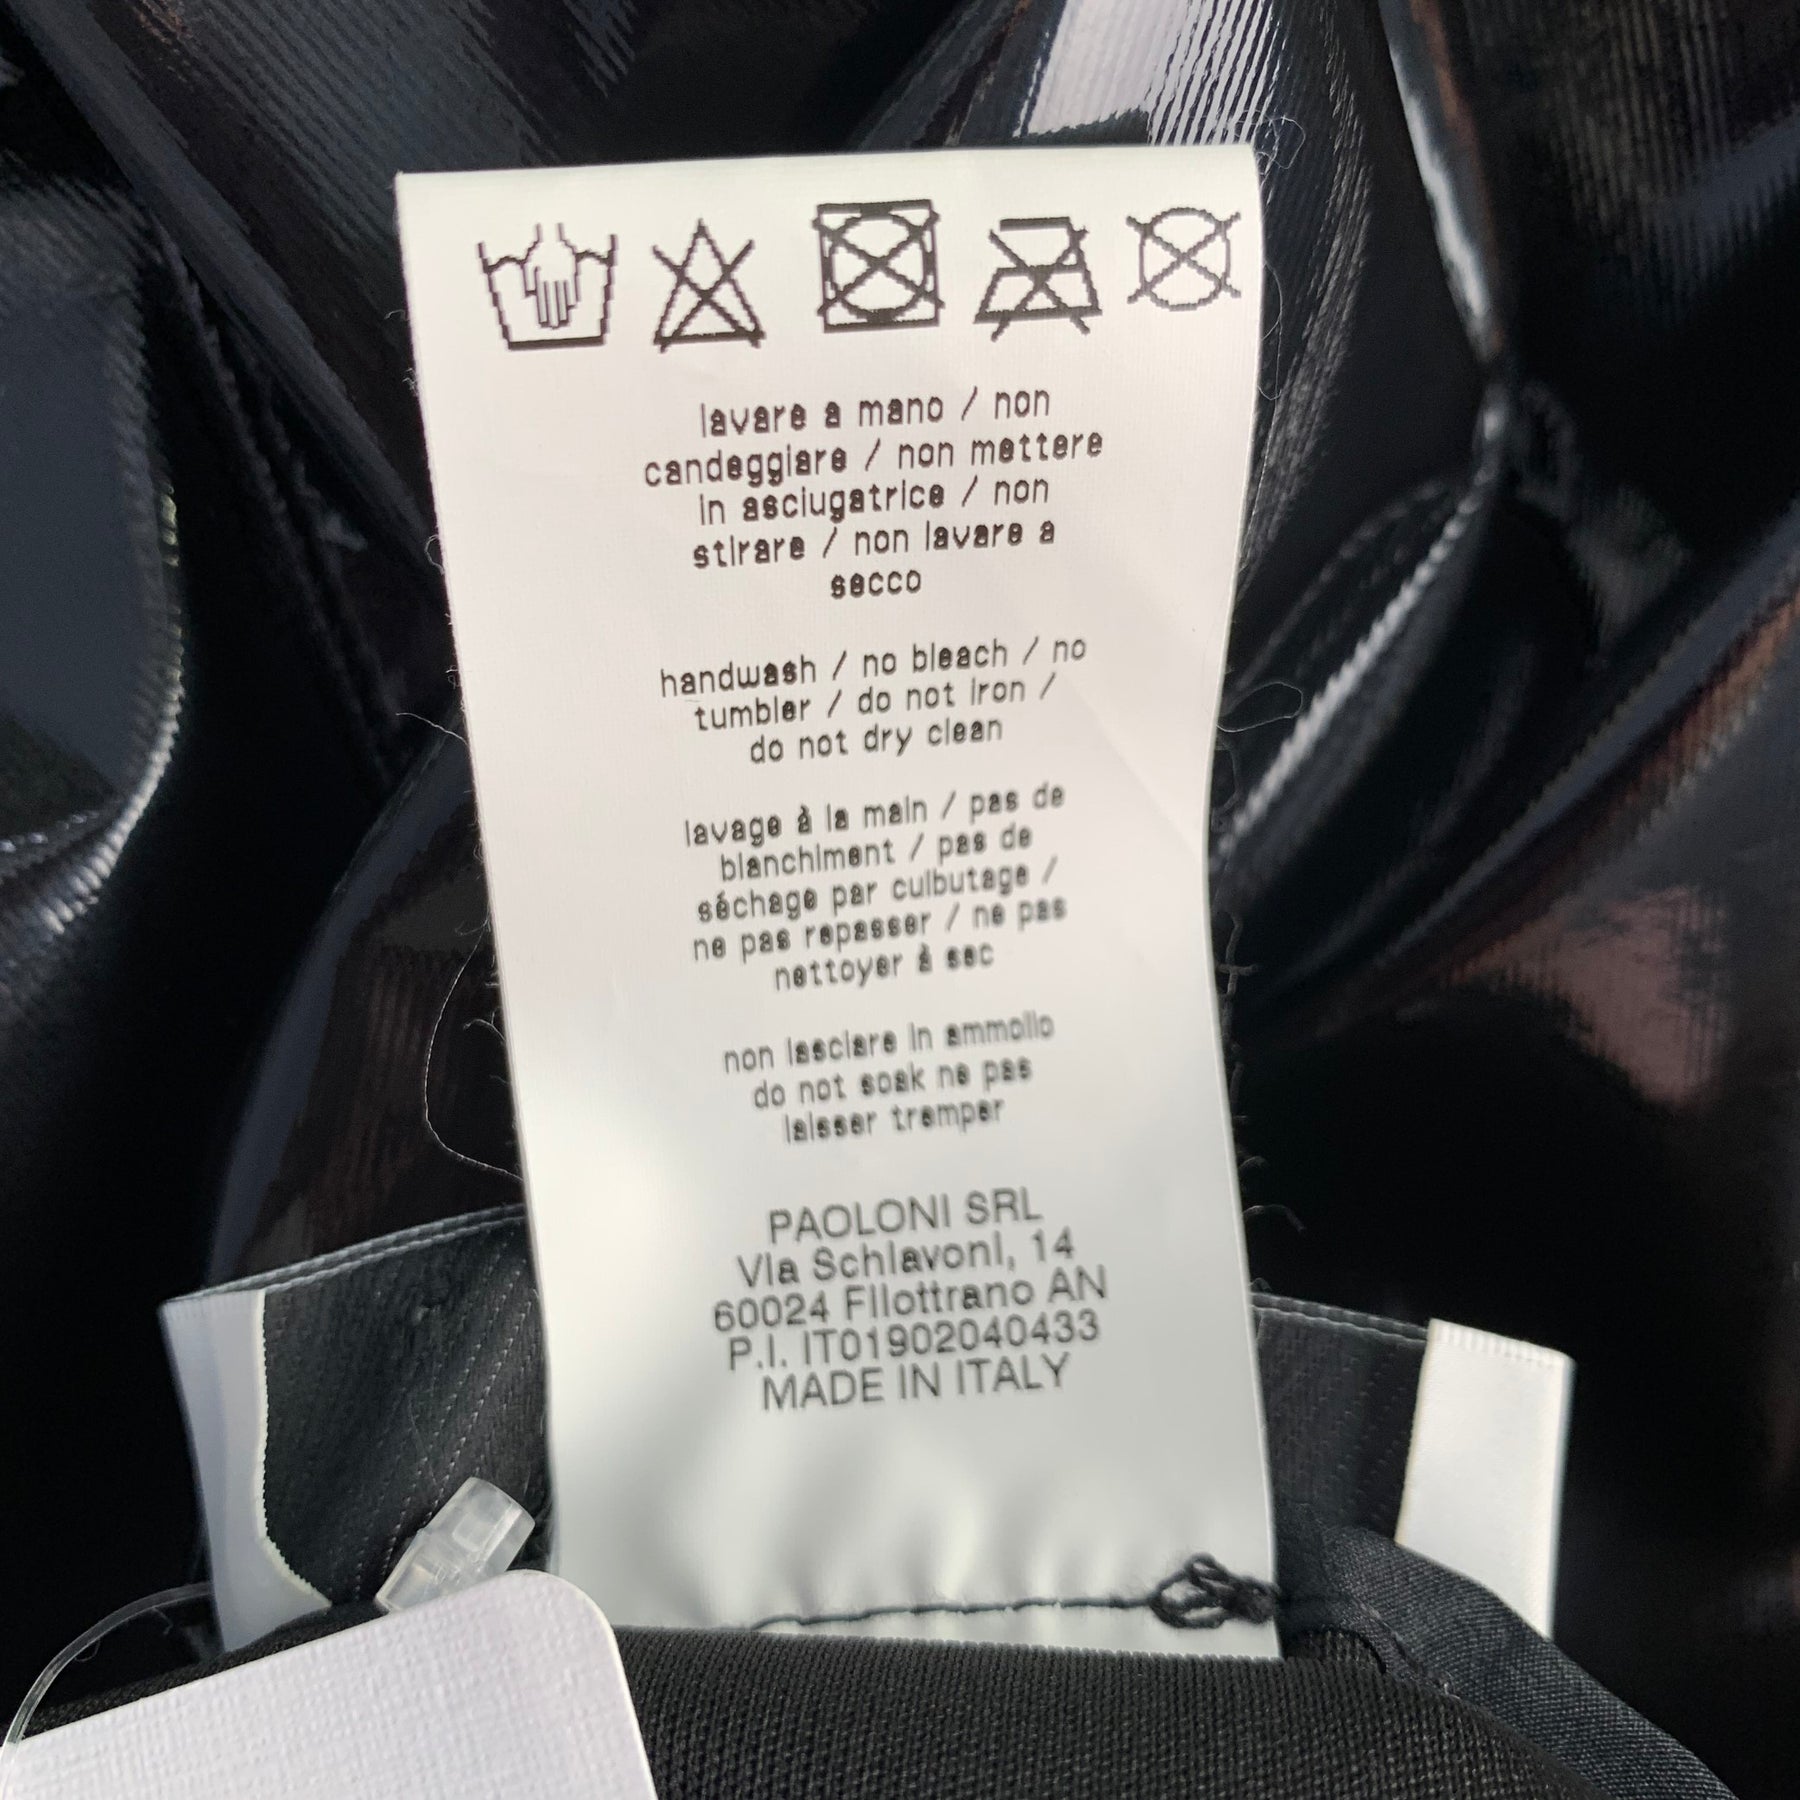 lavare a mano / non
candeggiare / non mettere
in asciugatrice / non
stirare / non lavare a
secco
handwash / no bleach / no
tumbler / do not iron /
do not dry clean
lavage à la main / pas de
blanchiment / pas de
séchage par culbutage /
ne pas repasser / ne pas
nettoyer à sec
non lasciare in ammollo
do not soak ne pas
laisser tremper
PAOLONI SRL
Via Schiavoni, 14
60024 Filottrano AN
P.I. IT01902040433
MADE IN ITALY